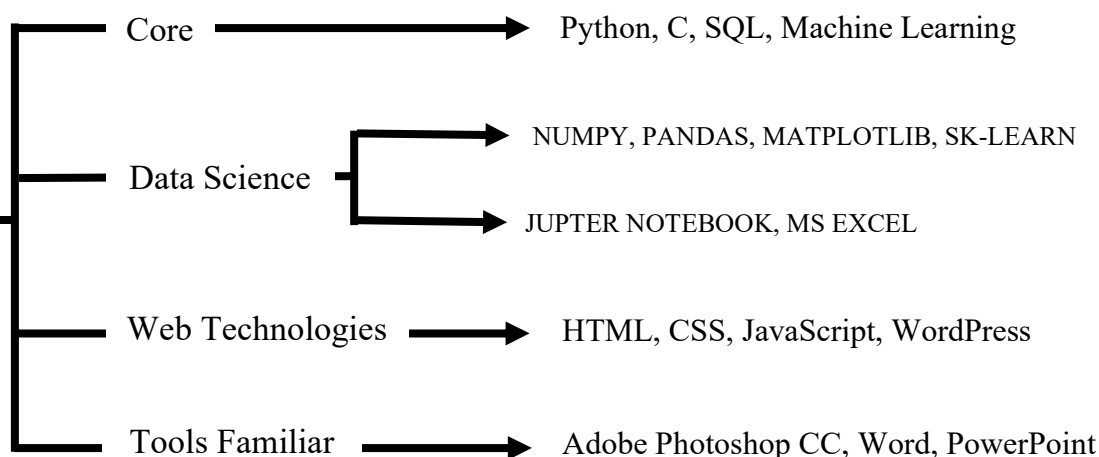 Core
Python, C, SQL, Machine Learning
NUMPY, PANDAS, MATPLOTLIB, SK-LEARN
Data Science
JUPTER NOTEBOOK, MS EXCEL
Web Technologies
HTML, CSS, JavaScript, WordPress
Tools Familiar
Adobe Photoshop CC, Word, PowerPoint